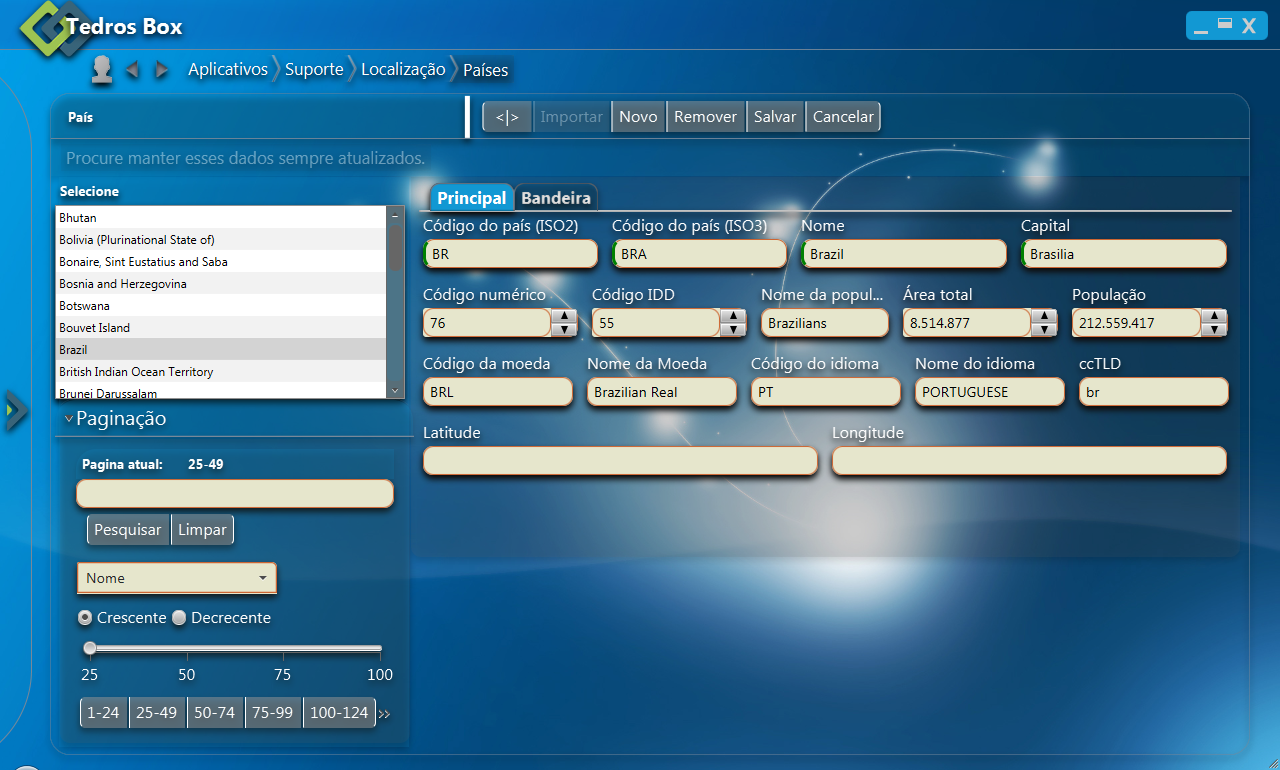 Tedros Box
Aplicativos Suporte Localização Países
País
<|> Importar Novo Remover Salvar Cancelar
Procure manter esses dados sempre atualizados.
Selecione
Bhutan
Bolivia (Plurinational State of)
Bonaire, Sint Eustatius and Saba
Bosnia and Herzegovina
Botswana
Bouvet Island
Brazil
British Indian Ocean Territory
Brunei Darussalam
Paginação
Pagina atual: 25-49
Pesquisar Limpar
Nome
Crescente Decrecente
25 50 75 100
1-24 25-49 50-74 75-99 100-124 >>
Principal Bandeira
Código do país (ISO2) Código do país (ISO3) Nome Capital
BR BRA Brazil Brasilia
Código numérico Código IDD Nome da popul... Área total População
76 55 Brazilians 8.514.877 212.559.417
Código da moeda Nome da Moeda Código do idioma Nome do idioma ccTLD
BRL Brazilian Real PT PORTUGUESE br
Latitude Longitude